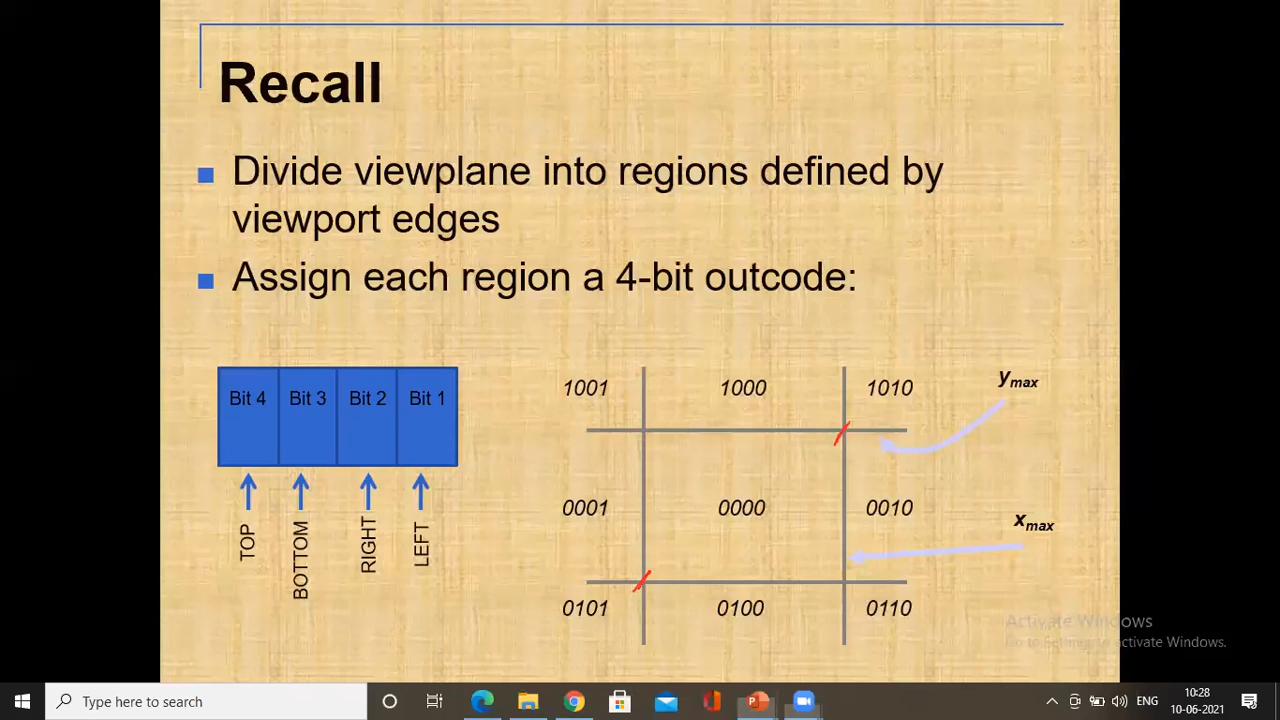 Recall
Divide viewplane into regions defined by
viewport edges
Assign each region a 4-bit outcode:
Bit 4 Bit 3 Bit 2 Bit 1
TOP BOTTOM RIGHT LEFT
1001 1000 1010
ymax
0001 0000 0010
xmax
0101 0100 0110
Activate Windows
Go to Settings to activate Windows.
Type here to search
ENG
10:28
10-06-2021